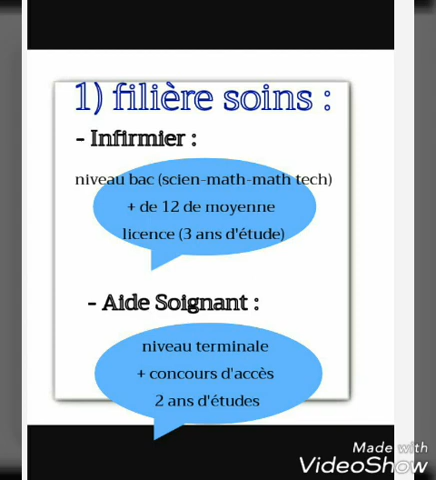 1) filière soins :
- Infirmier :
niveau bac (scien-math-math tech)
+ de 12 de moyenne
licence (3 ans d'étude)
- Aide Soignant :
niveau terminale
+ concours d'accès
2 ans d'études
Made with
VideoShow